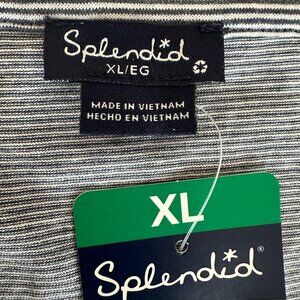 Splendid
XL/EG
MADE IN VIETNAM
HECHO EN VIETNAM
XL
Splendid®